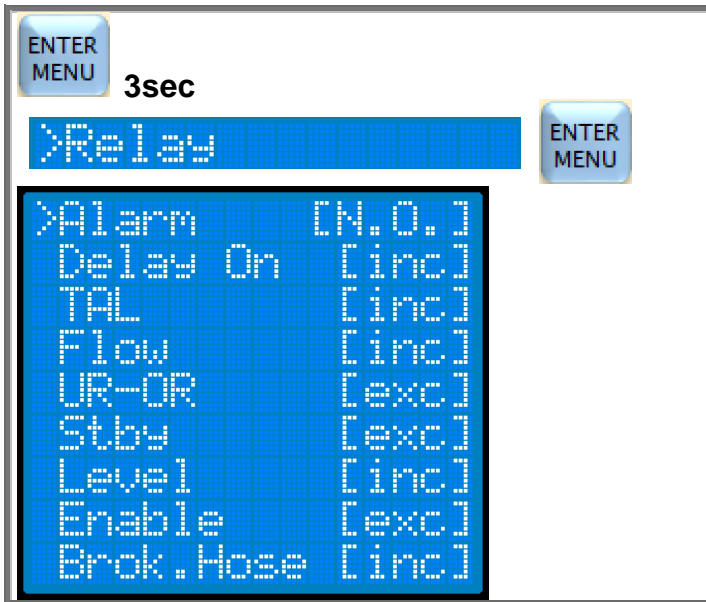 ENTER
MENU
3sec
>Relay
ENTER
MENU
>Alarm [N.O.]
Delay On [inc]
TAL [inc]
Flow [inc]
UR-OR [exc]
Stby [exc]
Level [inc]
Enable [exc]
Brok.Hose [inc]